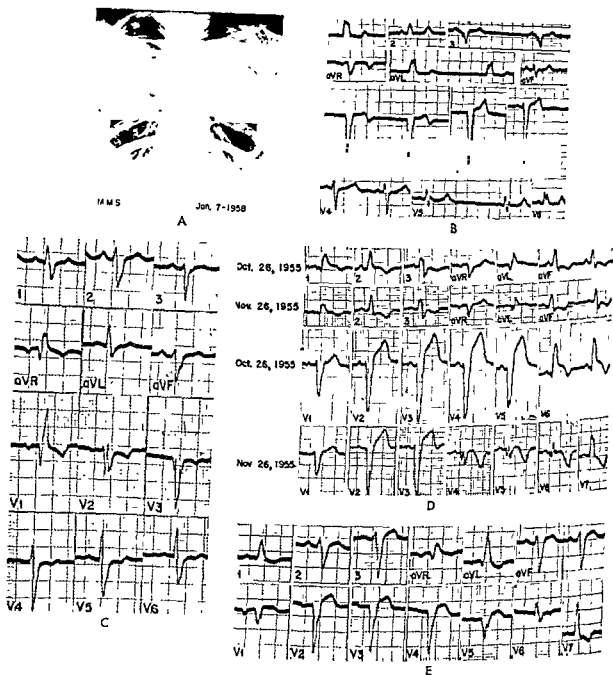 MMS Jan. 7-1958
A
2 3
aVR aVL aVF
V4 V5 V6
B
1 2 3
aVR aVL aVF
V1 V2 V3
V4 V5 V6
C
Oct. 26, 1955
1 2 3 aVR aVL aVF
Nov. 26, 1955
2 3 aVR aVL aVF
Oct. 26, 1955
V1 V2 V3 V4 V5 V6
Nov 26, 1955
V2 V3 V4 V5 V6 V7
D
1 2 3 aVR aVL aVF
V1 V2 V3 V4 V5 V6 V7
E